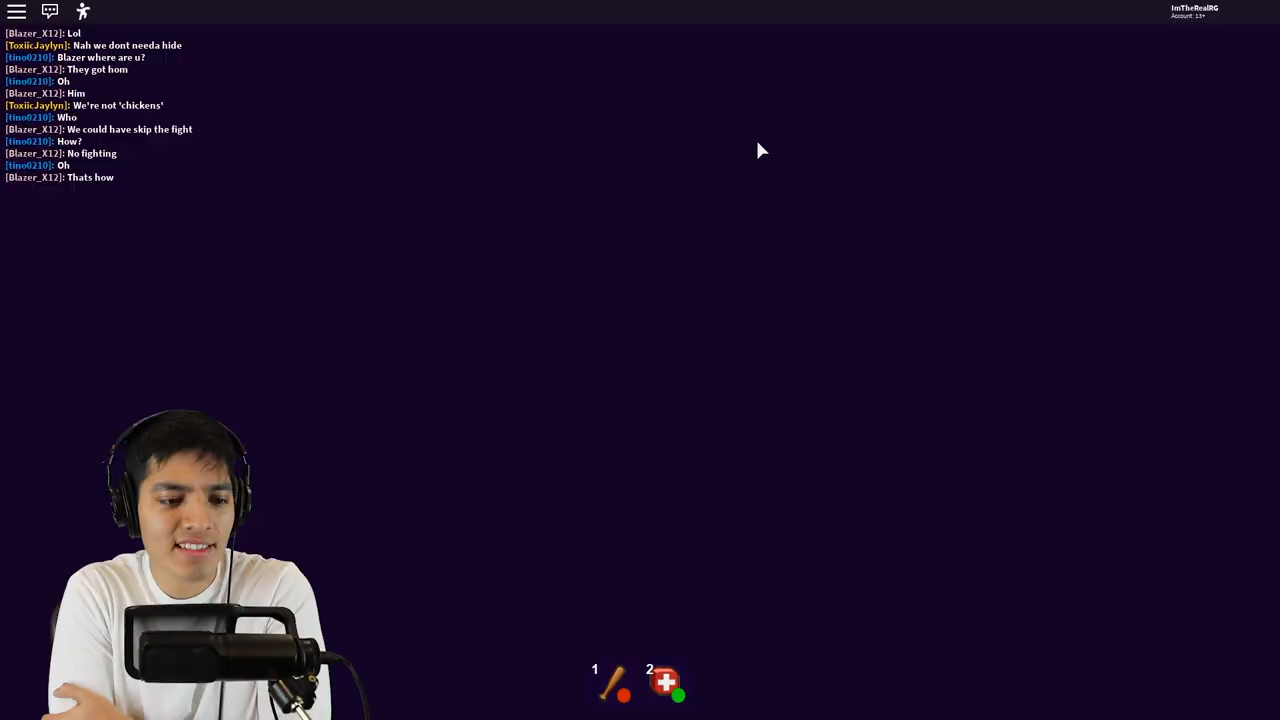 ImTheRealRG
Account: 13+
[Blazer_X12]: Lol
[ToxiicJaylyn]: Nah we dont needa hide
[tino0210]: Blazer where are u?
[Blazer_X12]: They got hom
[tino0210]: Oh
[Blazer_X12]: Him
[ToxiicJaylyn]: We're not 'chickens'
[tino0210]: Who
[Blazer_X12]: We could have skip the fight
[tino0210]: How?
[Blazer_X12]: No fighting
[tino0210]: Oh
[Blazer_X12]: Thats how
1 2